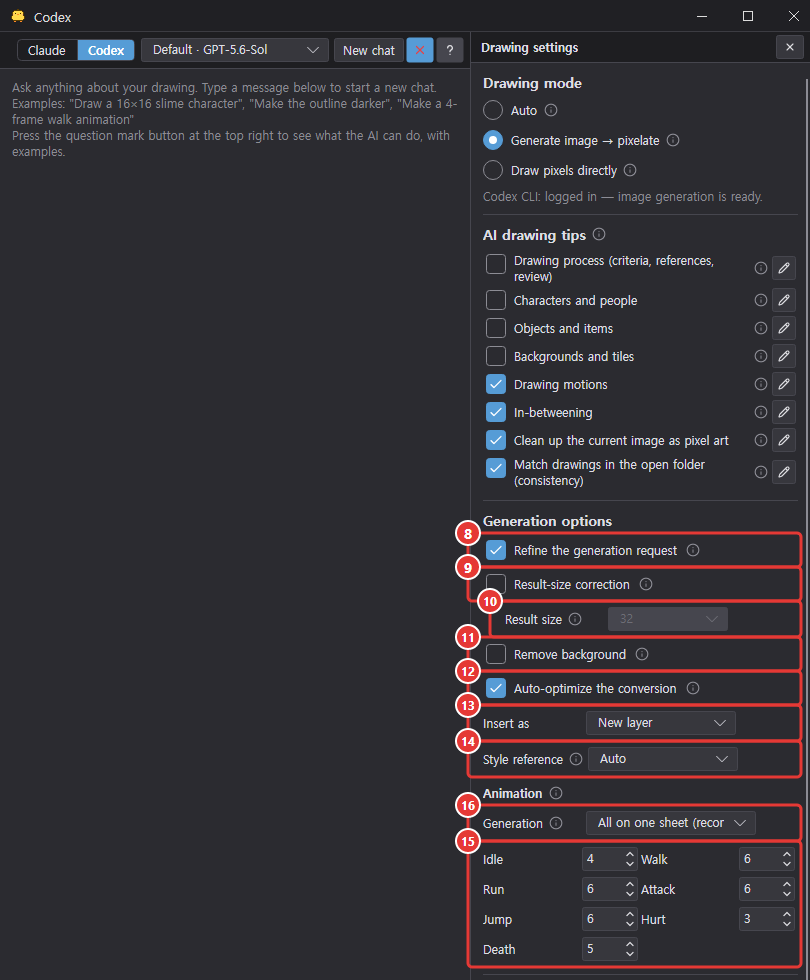 Codex
Claude
Codex
Default · GPT-5.6-Sol
New chat
?
Drawing settings
Ask anything about your drawing. Type a message below to start a new chat.
Examples: "Draw a 16×16 slime character", "Make the outline darker", "Make a 4-
frame walk animation"
Press the question mark button at the top right to see what the AI can do, with
examples.
Drawing mode
Auto
Generate image → pixelate
Draw pixels directly
Codex CLI: logged in — image generation is ready.
AI drawing tips
Drawing process (criteria, references,
review)
Characters and people
Objects and items
Backgrounds and tiles
Drawing motions
In-betweening
Clean up the current image as pixel art
Match drawings in the open folder
(consistency)
Generation options
8
Refine the generation request
9
Result-size correction
10
Result size
32
11
Remove background
12
Auto-optimize the conversion
13
Insert as
New layer
14
Style reference
Auto
Animation
16
Generation
All on one sheet (recor
15
Idle 4 Walk 6
Run 6 Attack 6
Jump 6 Hurt 3
Death 5